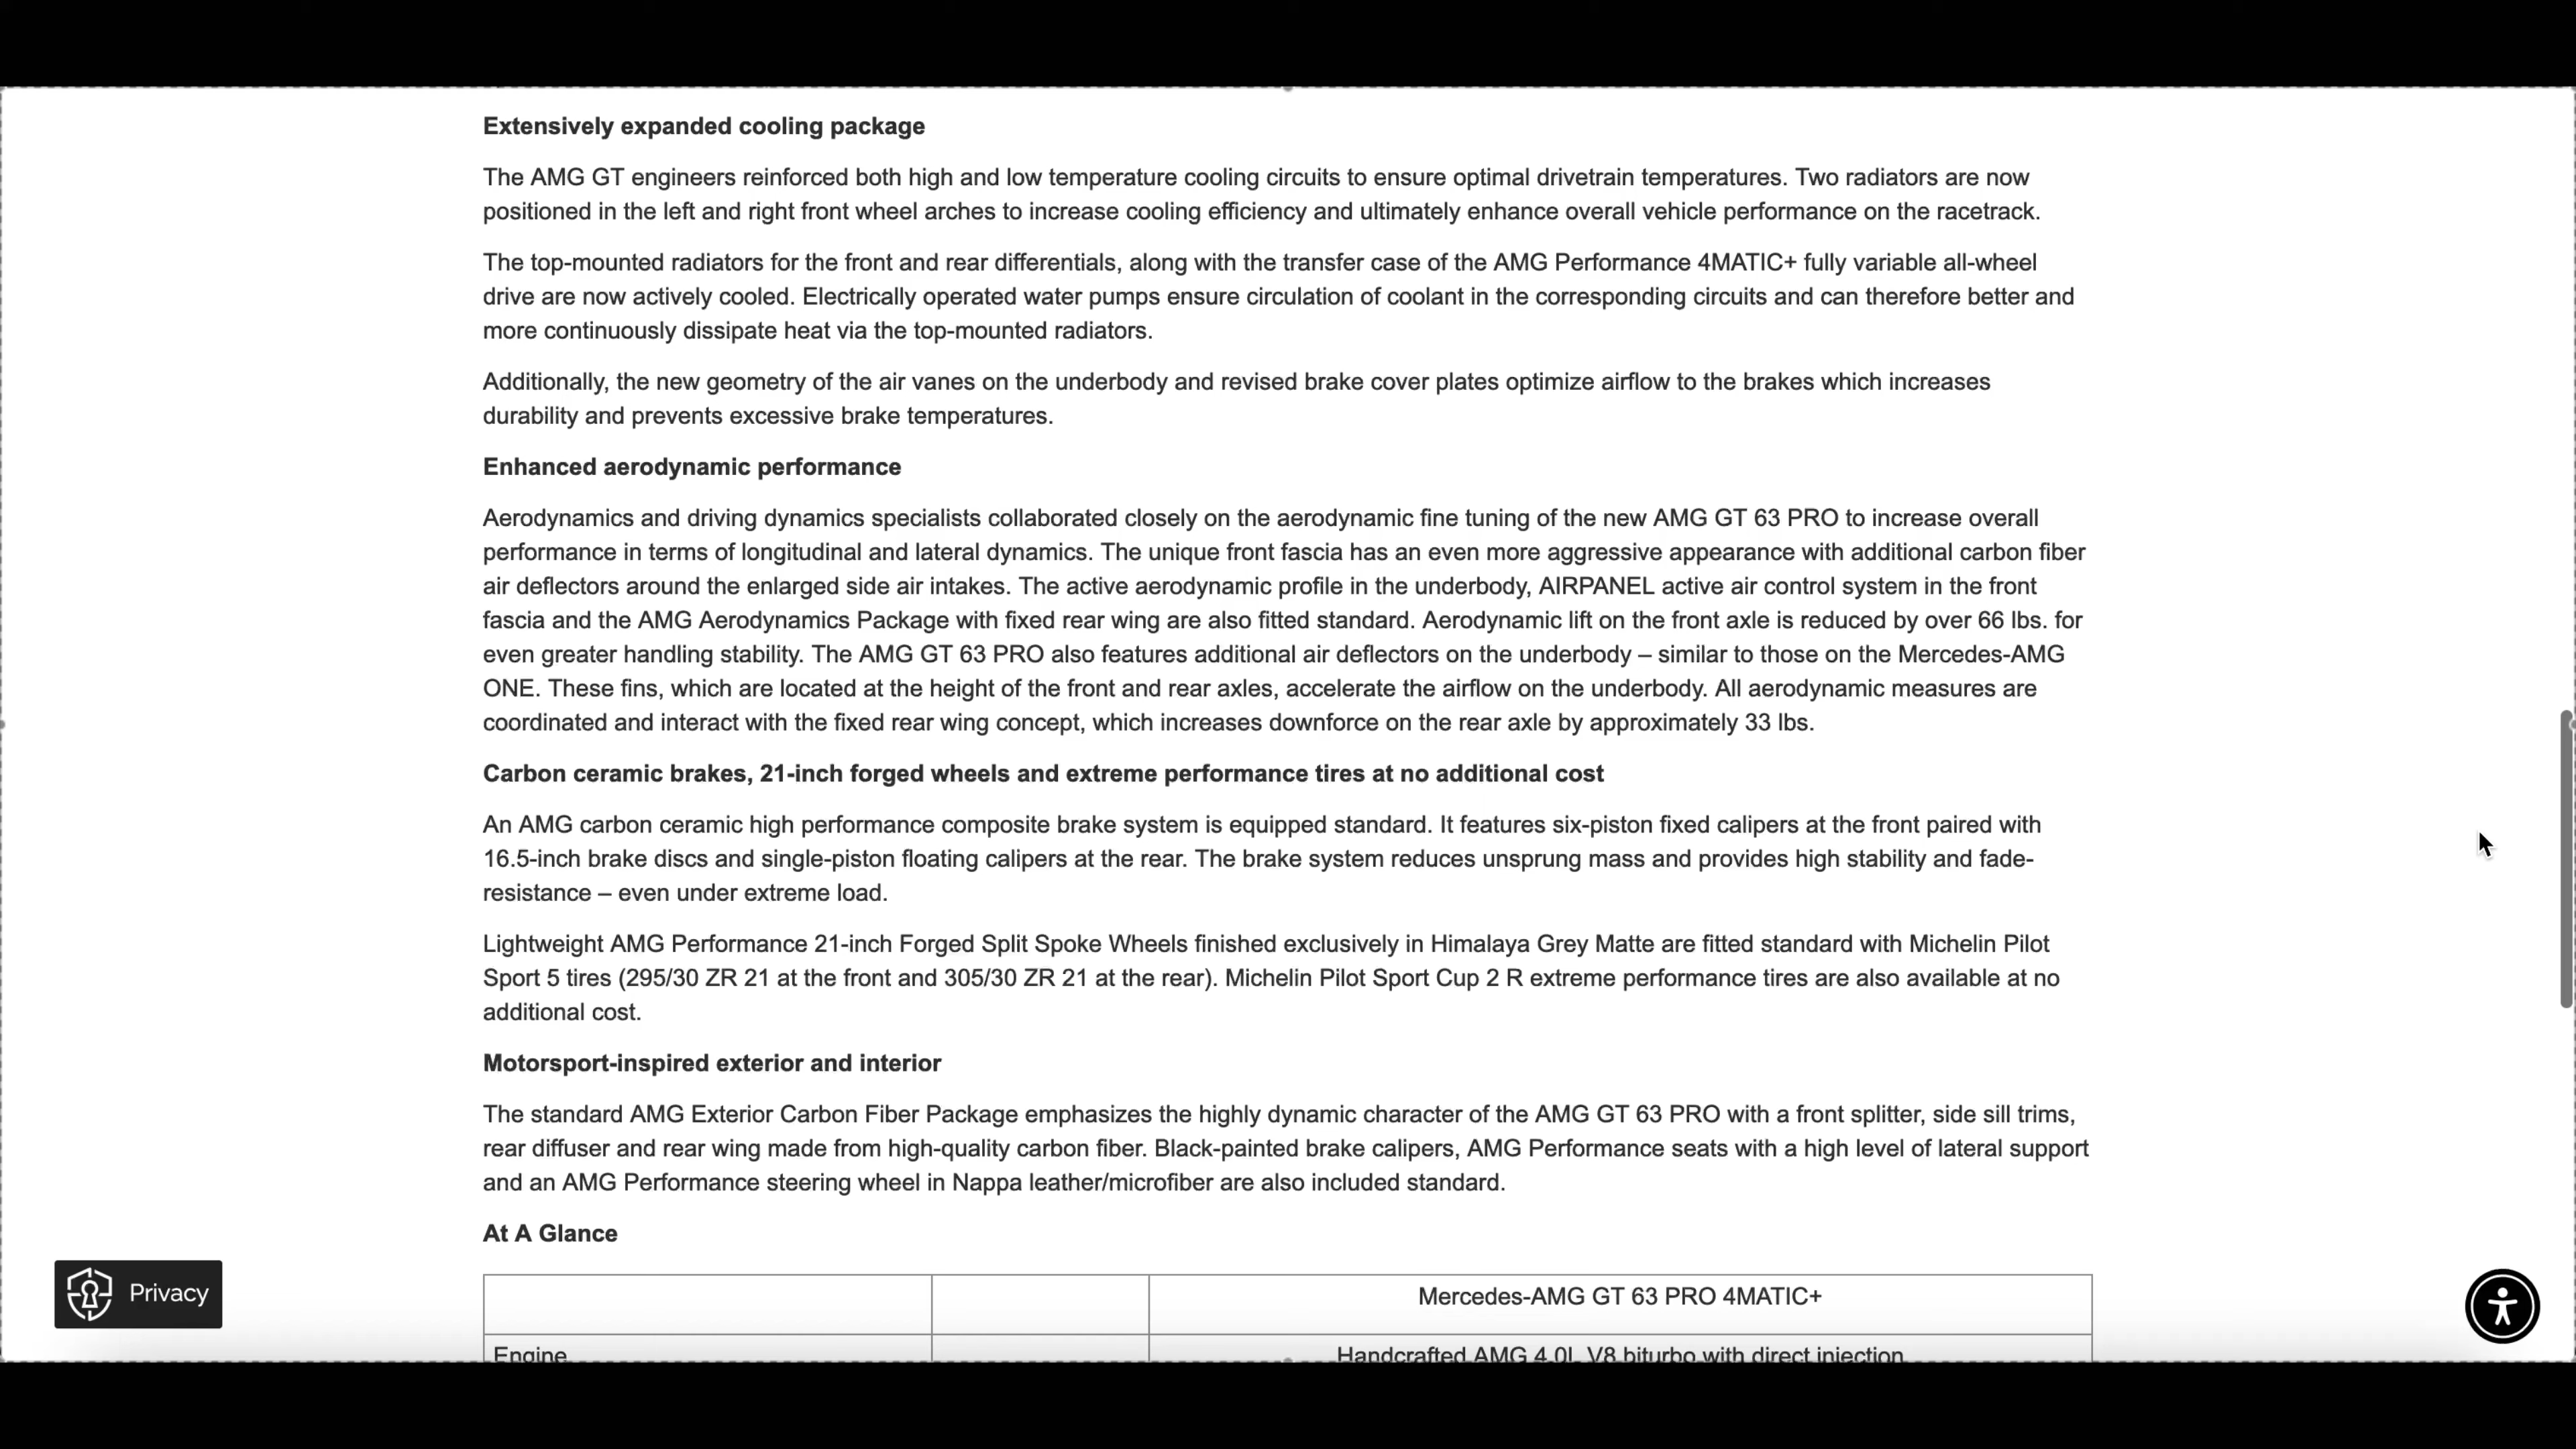 Extensively expanded cooling package
The AMG GT engineers reinforced both high and low temperature cooling circuits to ensure optimal drivetrain temperatures. Two radiators are now
positioned in the left and right front wheel arches to increase cooling efficiency and ultimately enhance overall vehicle performance on the racetrack.
The top-mounted radiators for the front and rear differentials, along with the transfer case of the AMG Performance 4MATIC+ fully variable all-wheel
drive are now actively cooled. Electrically operated water pumps ensure circulation of coolant in the corresponding circuits and can therefore better and
more continuously dissipate heat via the top-mounted radiators.
Additionally, the new geometry of the air vanes on the underbody and revised brake cover plates optimize airflow to the brakes which increases
durability and prevents excessive brake temperatures.
Enhanced aerodynamic performance
Aerodynamics and driving dynamics specialists collaborated closely on the aerodynamic fine tuning of the new AMG GT 63 PRO to increase overall
performance in terms of longitudinal and lateral dynamics. The unique front fascia has an even more aggressive appearance with additional carbon fiber
air deflectors around the enlarged side air intakes. The active aerodynamic profile in the underbody, AIRPANEL active air control system in the front
fascia and the AMG Aerodynamics Package with fixed rear wing are also fitted standard. Aerodynamic lift on the front axle is reduced by over 66 lbs. for
even greater handling stability. The AMG GT 63 PRO also features additional air deflectors on the underbody – similar to those on the Mercedes-AMG
ONE. These fins, which are located at the height of the front and rear axles, accelerate the airflow on the underbody. All aerodynamic measures are
coordinated and interact with the fixed rear wing concept, which increases downforce on the rear axle by approximately 33 lbs.
Carbon ceramic brakes, 21-inch forged wheels and extreme performance tires at no additional cost
An AMG carbon ceramic high performance composite brake system is equipped standard. It features six-piston fixed calipers at the front paired with
16.5-inch brake discs and single-piston floating calipers at the rear. The brake system reduces unsprung mass and provides high stability and fade-
resistance – even under extreme load.
Lightweight AMG Performance 21-inch Forged Split Spoke Wheels finished exclusively in Himalaya Grey Matte are fitted standard with Michelin Pilot
Sport 5 tires (295/30 ZR 21 at the front and 305/30 ZR 21 at the rear). Michelin Pilot Sport Cup 2 R extreme performance tires are also available at no
additional cost.
Motorsport-inspired exterior and interior
The standard AMG Exterior Carbon Fiber Package emphasizes the highly dynamic character of the AMG GT 63 PRO with a front splitter, side sill trims,
rear diffuser and rear wing made from high-quality carbon fiber. Black-painted brake calipers, AMG Performance seats with a high level of lateral support
and an AMG Performance steering wheel in Nappa leather/microfiber are also included standard.
At A Glance
Privacy
Mercedes-AMG GT 63 PRO 4MATIC+
Engine
Handcrafted AMG 4.0L V8 biturbo with direct injection